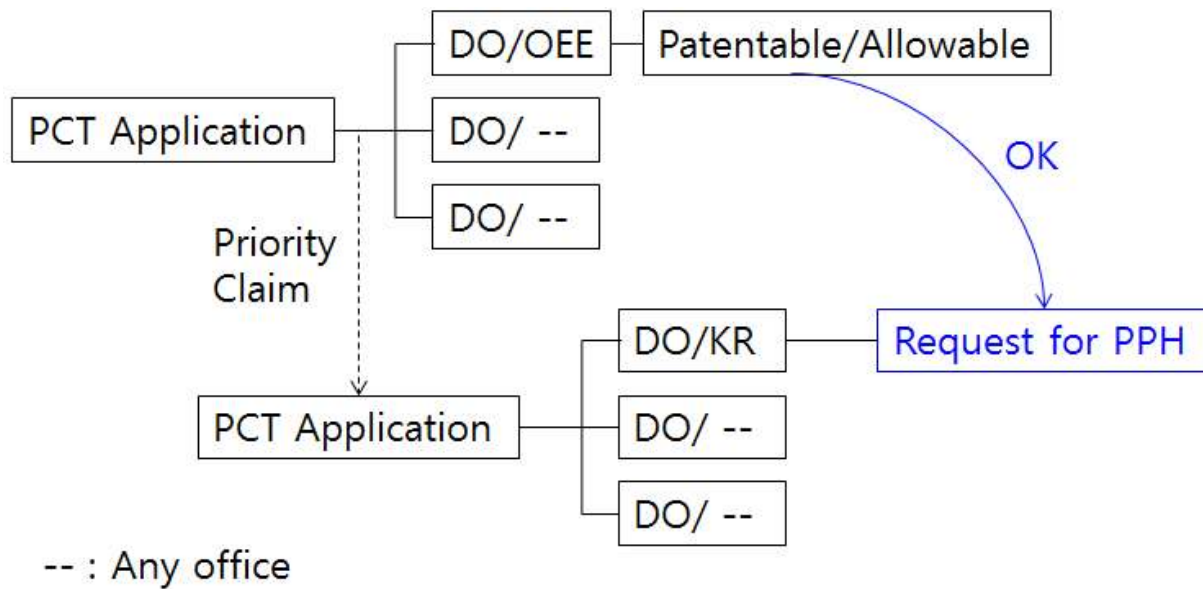 DO/OEE
Patentable/Allowable
PCT Application
DO/ --
DO/ --
OK
Priority
Claim
DO/KR
Request for PPH
PCT Application
DO/ --
DO/ --
-- : Any office